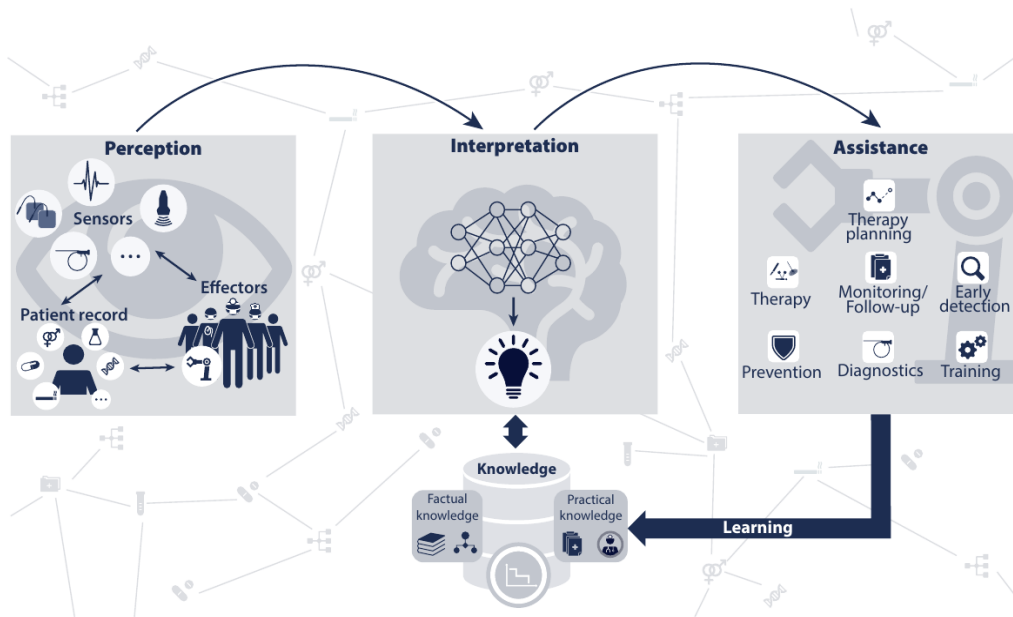 Perception
Sensors
Effectors
Patient record
Interpretation
Assistance
Therapy
planning
Therapy
Monitoring/
Follow-up
Early
detection
Prevention
Diagnostics
Training
Knowledge
Factual
knowledge
Practical
knowledge
Learning